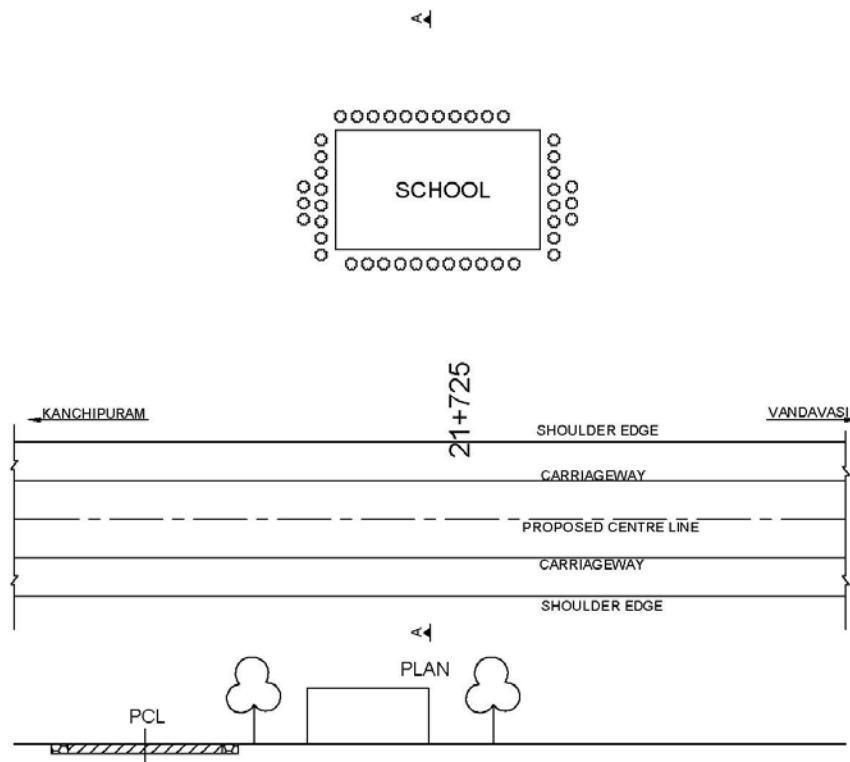 A
SCHOOL
21+725
KANCHIPURAM
VANDAVASI
SHOULDER EDGE
CARRIAGEWAY
PROPOSED CENTRE LINE
CARRIAGEWAY
SHOULDER EDGE
A
PLAN
PCL